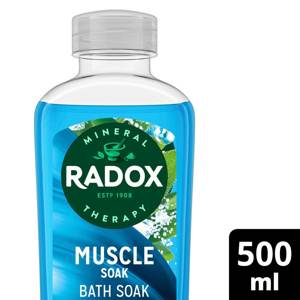 MINERAL
RADOX
ESTD 1908
THERAPY
MUSCLE
SOAK
BATH SOAK
500
ml